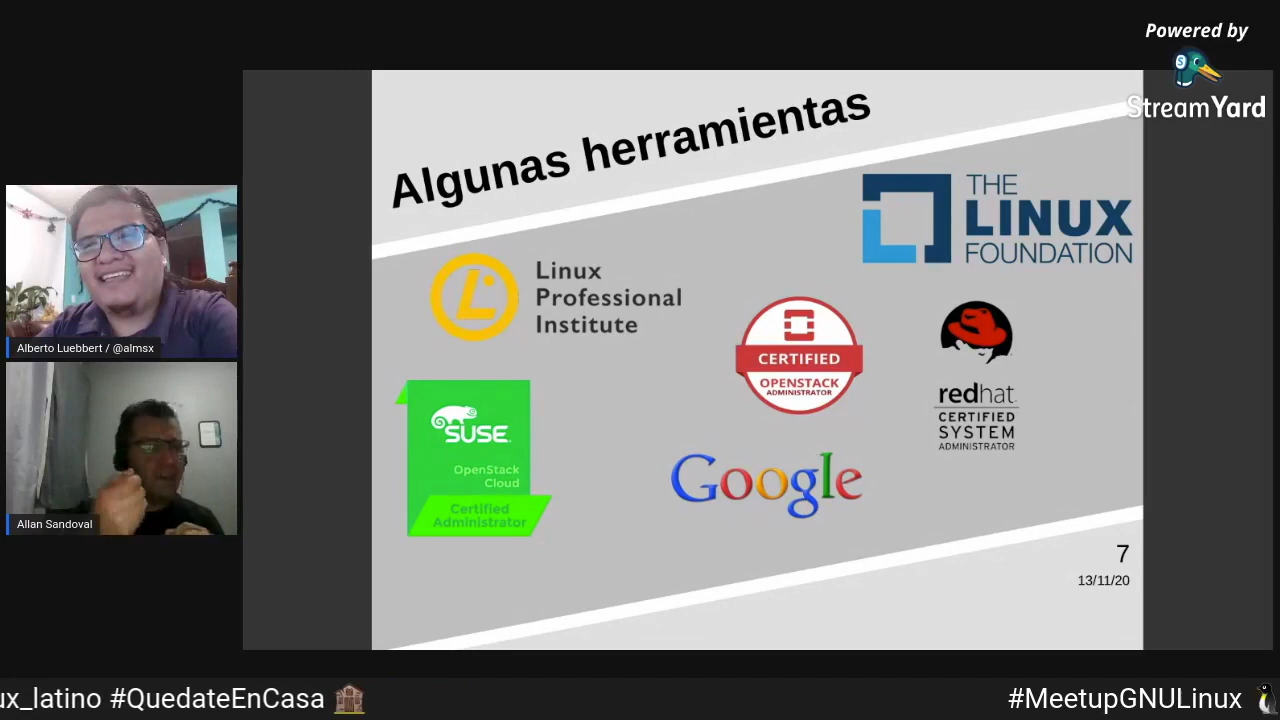 Powered by
StreamYard
Algunas herramientas
THE
LINUX
FOUNDATION
Linux
Professional
Institute
CERTIFIED
OPENSTACK
ADMINISTRATOR
redhat.
CERTIFIED
SYSTEM
ADMINISTRATOR
SUSE
OpenStack
Cloud
Certified
Administrator
Google
7
13/11/20
Alberto Luebbert / @almsx
Allan Sandoval
ux_latino #QuedateEnCasa #MeetupGNULinux